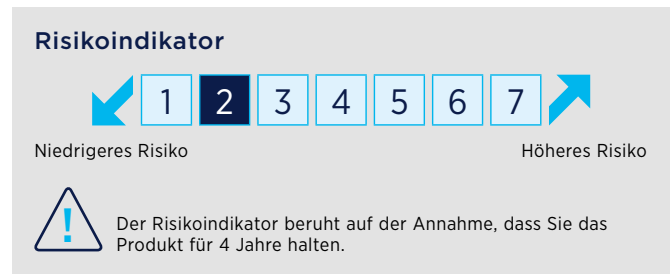 Risikoindikator
1 2 3 4 5 6 7
Niedrigeres Risiko Höheres Risiko
!
Der Risikoindikator beruht auf der Annahme, dass Sie das
Produkt für 4 Jahre halten.